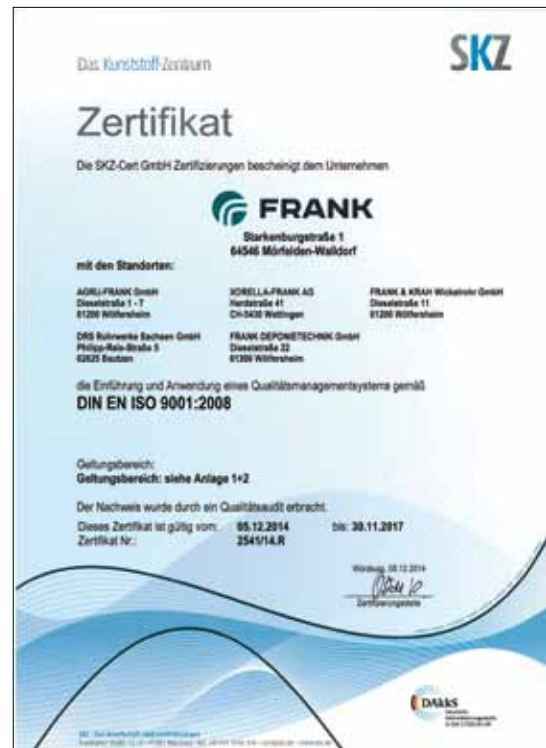 SKZ
Das Kunststoff-Zentrum
Zertifikat
Die SKZ-Cert GmbH Zertifizierungen bescheinigt dem Unternehmen
FRANK
Starkenburgstraße 1
64546 Mörfelden-Walldorf
mit den Standorten:
AGRU-FRANK GmbH
Dieselstraße 1 - 7
61200 Wölfersheim
XORELLA-FRANK AG
Herdstraße 41
CH-5430 Wettingen
FRANK & KRAH Wickelrohr GmbH
Dieselstraße 11
61200 Wölfersheim
DRS Rohrwerke Sachsen GmbH
Philipp-Reis-Straße 5
02625 Bautzen
FRANK DEPONIETECHNIK GmbH
Dieselstraße 22
61200 Wölfersheim
die Einführung und Anwendung eines Qualitätsmanagementsystems gemäß
DIN EN ISO 9001:2008
Geltungsbereich:
Geltungsbereich: siehe Anlage 1+2
Der Nachweis wurde durch ein Qualitätsaudit erbracht.
Dieses Zertifikat ist gültig vom: 05.12.2014 bis: 30.11.2017
Zertifikat Nr.: 2541/14.R
Würzburg, 05.12.2014
Zertifizierungsstelle
DAkkS